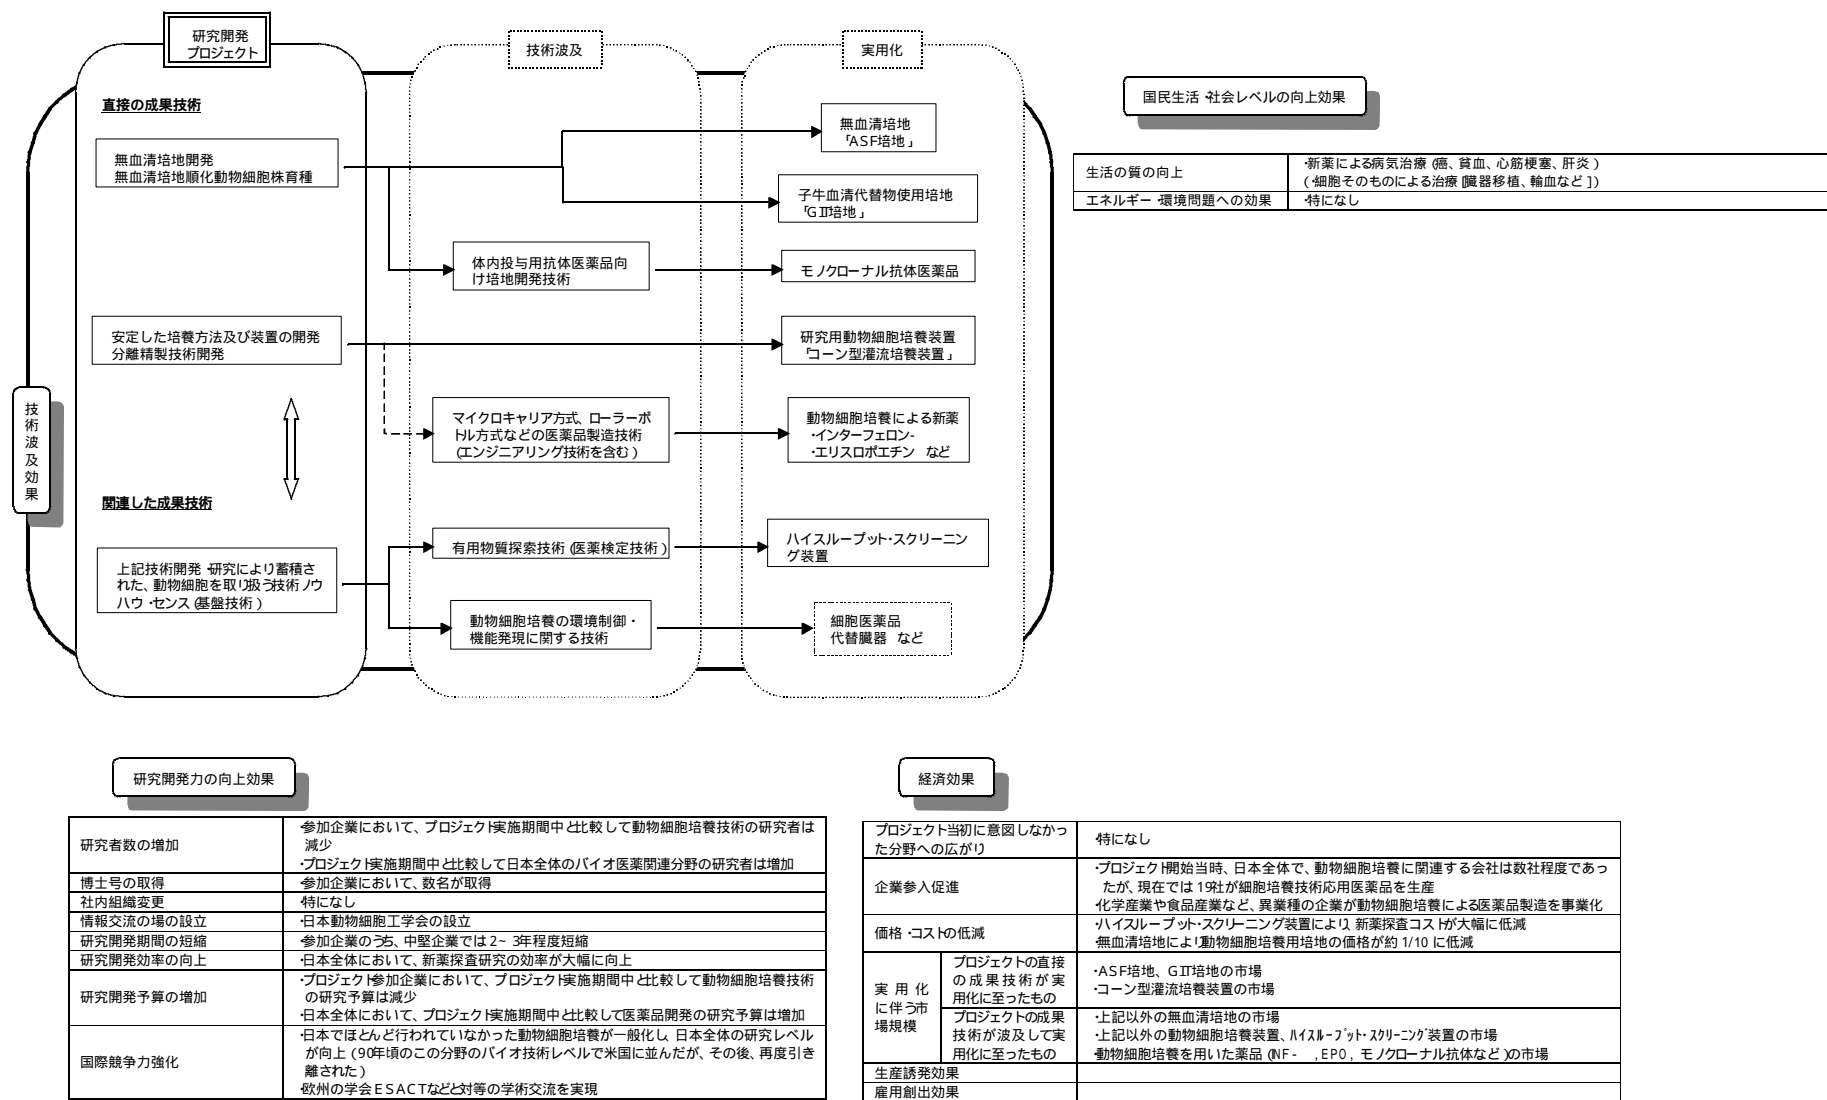 研究開発
プロジェクト
技術波及
実用化
直接の成果技術
無血清培地開発
無血清培地順化動物細胞株育種
無血清培地
「ASF培地」
子牛血清代替物使用培地
「GIT培地」
体内投与用抗体医薬品向
け培地開発技術
モノクローナル抗体医薬品
安定した培養方法及び装置の開発
分離精製技術開発
研究用動物細胞培養装置
「コーン型灌流培養装置」
マイクロキャリア方式、ローラーボ
トル方式などの医薬品製造技術
(エンジニアリング技術を含む)
動物細胞培養による新薬
・インターフェロン-
・エリスロポエチン など
技術波及効果
関連した成果技術
上記技術開発・研究により蓄積さ
れた、動物細胞を取り扱う技術ノウ
ハウ・センス(基盤技術)
有用物質探索技術(医薬検定技術)
ハイスループット・スクリーニン
グ装置
動物細胞培養の環境制御・
機能発現に関する技術
細胞医薬品
代替臓器 など
国民生活・社会レベルの向上効果
生活の質の向上
・新薬による病気治療(癌、貧血、心筋梗塞、肝炎)
(・細胞そのものによる治療[臓器移植、輸血など])
エネルギー・環境問題への効果
・特になし
研究開発力の向上効果
研究者数の増加
・参加企業において、プロジェクト実施期間中と比較して動物細胞培養技術の研究者は
減少
・プロジェクト実施期間中と比較して日本全体のバイオ医薬関連分野の研究者は増加
博士号の取得
・参加企業において、数名が取得
社内組織変更
・特になし
情報交流の場の設立
・日本動物細胞工学会の設立
研究開発期間の短縮
・参加企業のうち、中堅企業では2~3年程度短縮
研究開発効率の向上
・日本全体において、新薬探査研究の効率が大幅に向上
研究開発予算の増加
・プロジェクト参加企業において、プロジェクト実施期間中と比較して動物細胞培養技術
の研究予算は減少
・日本全体において、プロジェクト実施期間中と比較して医薬品開発の研究予算は増加
国際競争力強化
・日本でほとんど行われていなかった動物細胞培養が一般化し、日本全体の研究レベル
が向上(90年頃のこの分野のバイオ技術レベルで米国に並んだが、その後、再度引き
離された)
・欧州の学会ESACTなどと対等の学術交流を実現
経済効果
プロジェクト当初に意図しなかっ
た分野への広がり
・特になし
企業参入促進
・プロジェクト開始当時、日本全体で、動物細胞培養に関連する会社は数社程度であっ
たが、現在では19社が細胞培養技術応用医薬品を生産
・化学産業や食品産業など、異業種の企業が動物細胞培養による医薬品製造を事業化
価格・コストの低減
・ハイスループット・スクリーニング装置により、新薬探査コストが大幅に低減
・無血清培地により動物細胞培養用培地の価格が約1/10に低減
実用化
に伴う市
場規模
プロジェクトの直接
の成果技術が実
用化に至ったもの
・ASF培地、GIT培地の市場
・コーン型灌流培養装置の市場
プロジェクトの成果
技術が波及して実
用化に至ったもの
・上記以外の無血清培地の市場
・上記以外の動物細胞培養装置、ハイスループット・スクリーニング装置の市場
・動物細胞培養を用いた薬品(INF- ,EPO,モノクローナル抗体など)の市場
生産誘発効果
雇用創出効果